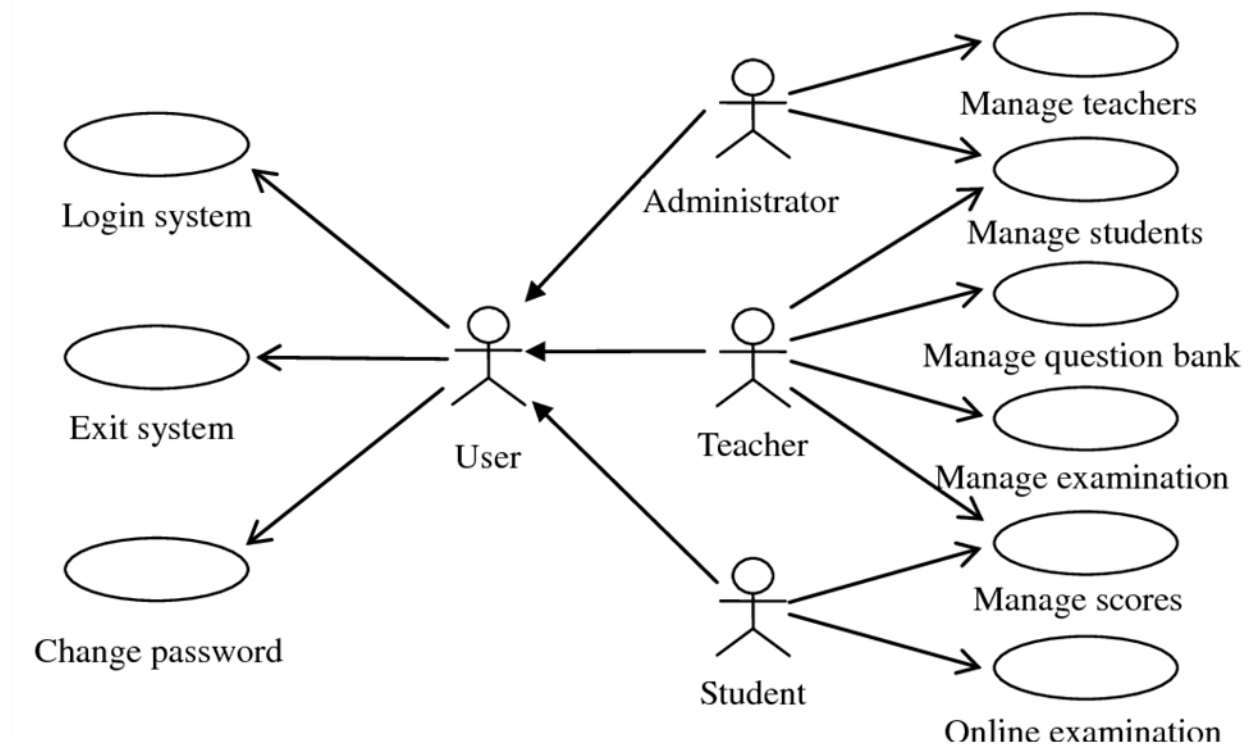 Manage teachers
Administrator
Login system
Manage students
Manage question bank
Exit system
User
Teacher
Manage examination
Manage scores
Change password
Student
Online examination